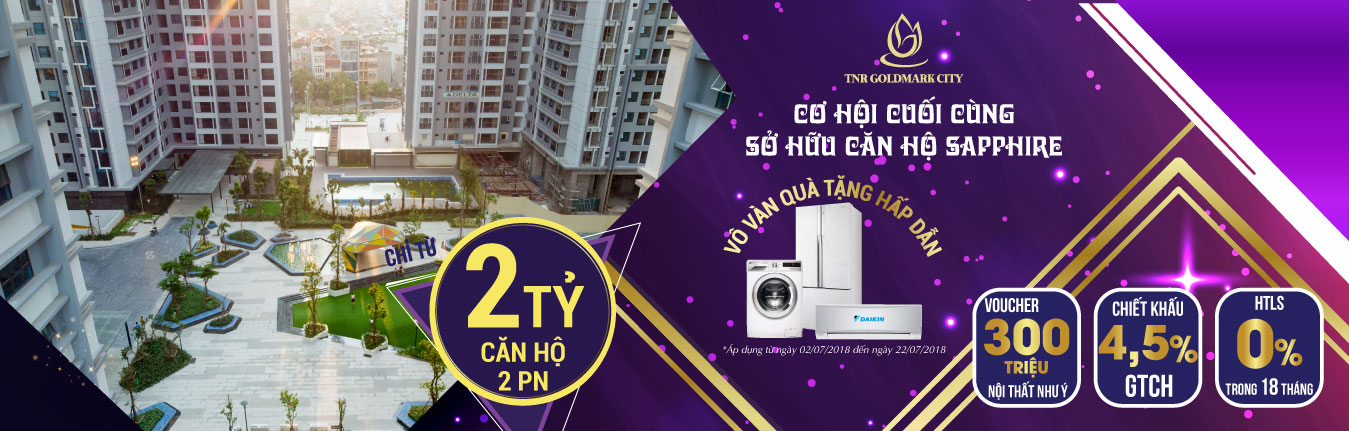 TNR GOLDMARK CITY
CƠ HỘI CUỐI CÙNG
SỞ HỮU CĂN HỘ SAPPHIRE
VÔ VÀN QUÀ TẶNG HẤP DẪN
DAIKIN
*Áp dụng từ ngày 02/07/2018 đến ngày 22/07/2018
DELTA
CHỈ TỪ
2 TỶ
CĂN HỘ
2 PN
VOUCHER
300
TRIỆU
NỘI THẤT NHƯ Ý
CHIẾT KHẤU
4,5%
GTCH
HTLS
0%
TRONG 18 THÁNG